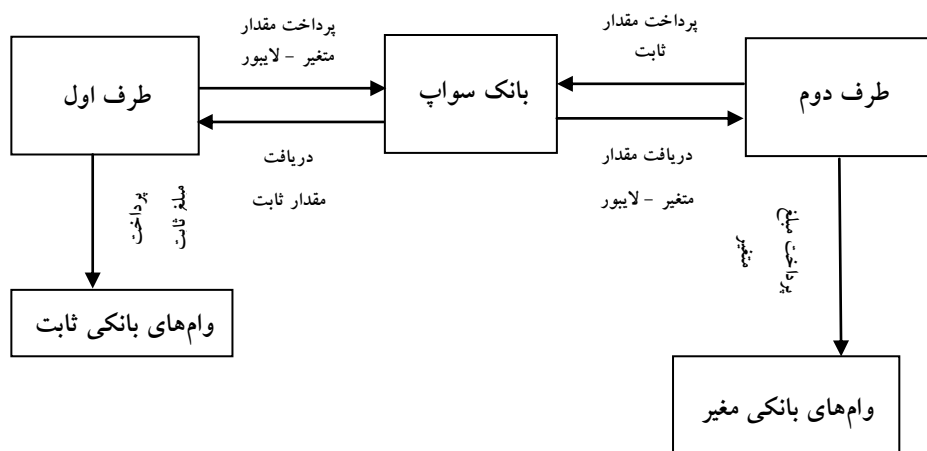 پرداخت مقدار
متغیر – لایبور
پرداخت مقدار
ثابت
طرف دوم
بانک سواپ
طرف اول
دریافت مقدار
متغیر – لایبور
دریافت
مقدار ثابت
پرداخت مبلغ
متغیر
پرداخت
مبلغ ثابت
وام‌های بانکی ثابت
وام‌های بانکی مغیر